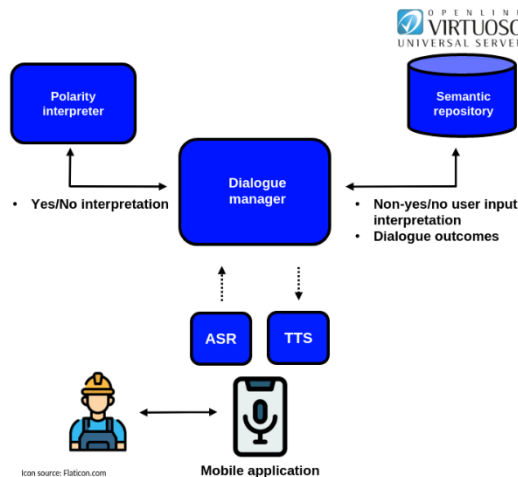 OPENLINK
VIRTUOSO
UNIVERSAL SERVER
Polarity
interpreter
Semantic
repository
Dialogue
manager
• Yes/No interpretation
• Non-yes/no user input
interpretation
• Dialogue outcomes
ASR
TTS
Icon source: Flaticon.com
Mobile application